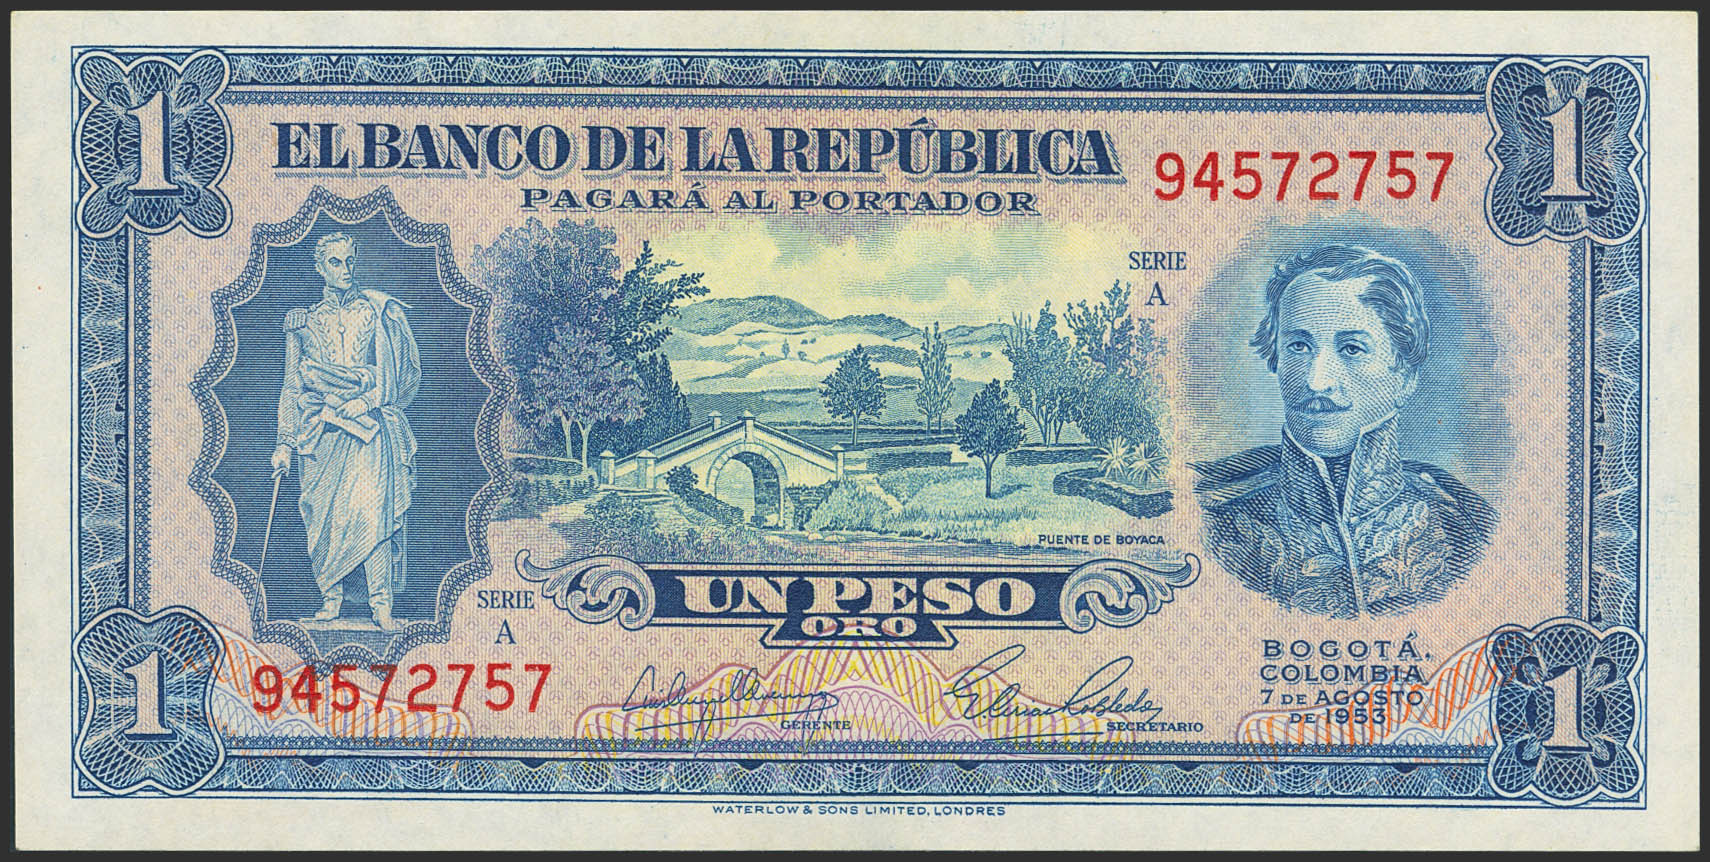 1
1
EL BANCO DE LA REPÚBLICA
PAGARÁ AL PORTADOR
94572757
SERIE
A
PUENTE DE BOYACA
UN PESO
ORO
SERIE
A
94572757
GERENTE
SECRETARIO
BOGOTÁ,
COLOMBIA
7 DE AGOSTO
DE 1953
1
1
WATERLOW & SONS LIMITED, LONDRES